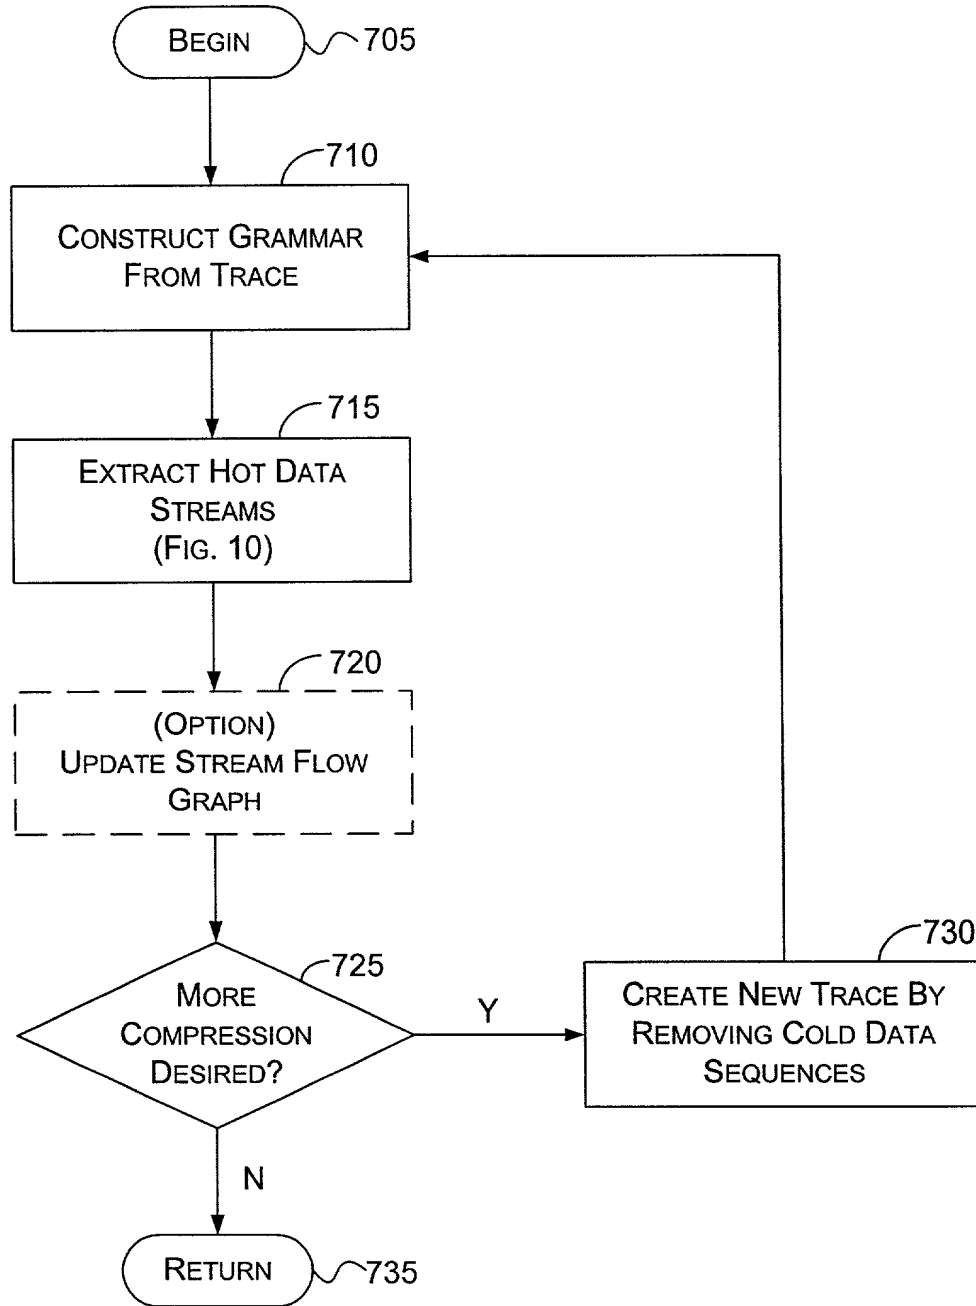 BEGIN
705
710
CONSTRUCT GRAMMAR
FROM TRACE
715
EXTRACT HOT DATA
STREAMS
(FIG. 10)
720
(OPTION)
UPDATE STREAM FLOW
GRAPH
725
MORE
COMPRESSION
DESIRED?
Y
730
CREATE NEW TRACE BY
REMOVING COLD DATA
SEQUENCES
N
RETURN
735